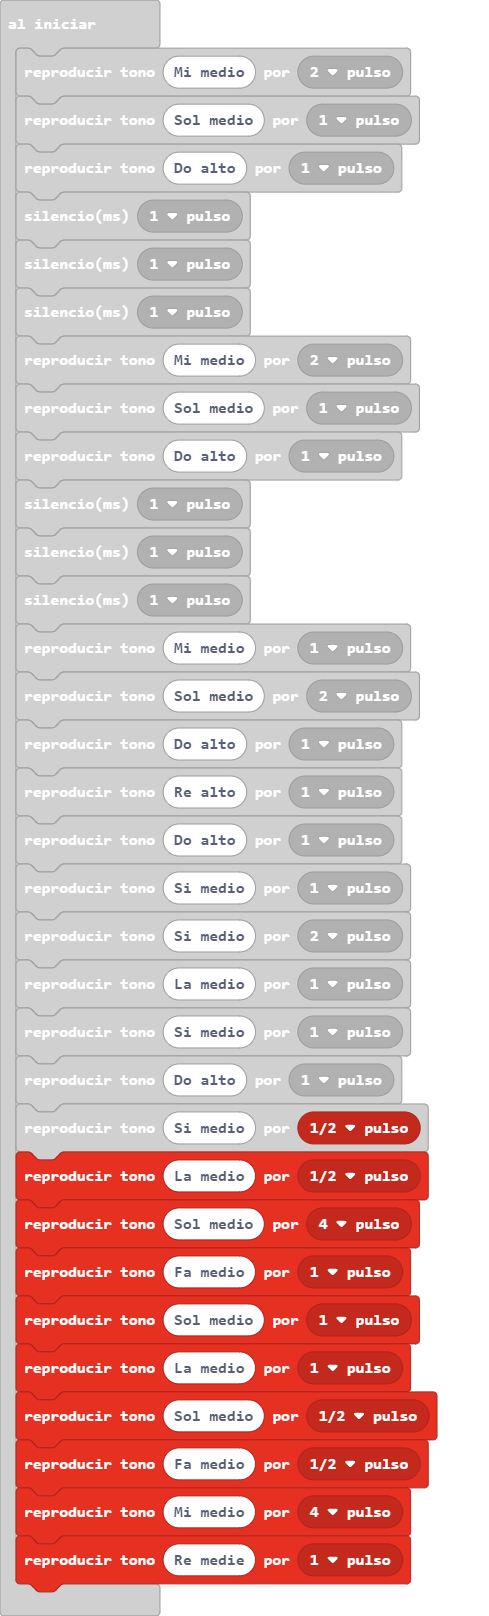 al iniciar
reproducir tono Mi medio por 2 pulso
reproducir tono Sol medio por 1 pulso
reproducir tono Do alto por 1 pulso
silencio(ms) 1 pulso
silencio(ms) 1 pulso
silencio(ms) 1 pulso
reproducir tono Mi medio por 2 pulso
reproducir tono Sol medio por 1 pulso
reproducir tono Do alto por 1 pulso
silencio(ms) 1 pulso
silencio(ms) 1 pulso
silencio(ms) 1 pulso
reproducir tono Mi medio por 1 pulso
reproducir tono Sol medio por 2 pulso
reproducir tono Do alto por 1 pulso
reproducir tono Re alto por 1 pulso
reproducir tono Do alto por 1 pulso
reproducir tono Si medio por 1 pulso
reproducir tono Si medio por 2 pulso
reproducir tono La medio por 1 pulso
reproducir tono Si medio por 1 pulso
reproducir tono Do alto por 1 pulso
reproducir tono Si medio por 1/2 pulso
reproducir tono La medio por 1/2 pulso
reproducir tono Sol medio por 4 pulso
reproducir tono Fa medio por 1 pulso
reproducir tono Sol medio por 1 pulso
reproducir tono La medio por 1 pulso
reproducir tono Sol medio por 1/2 pulso
reproducir tono Fa medio por 1/2 pulso
reproducir tono Mi medio por 4 pulso
reproducir tono Re medie por 1 pulso